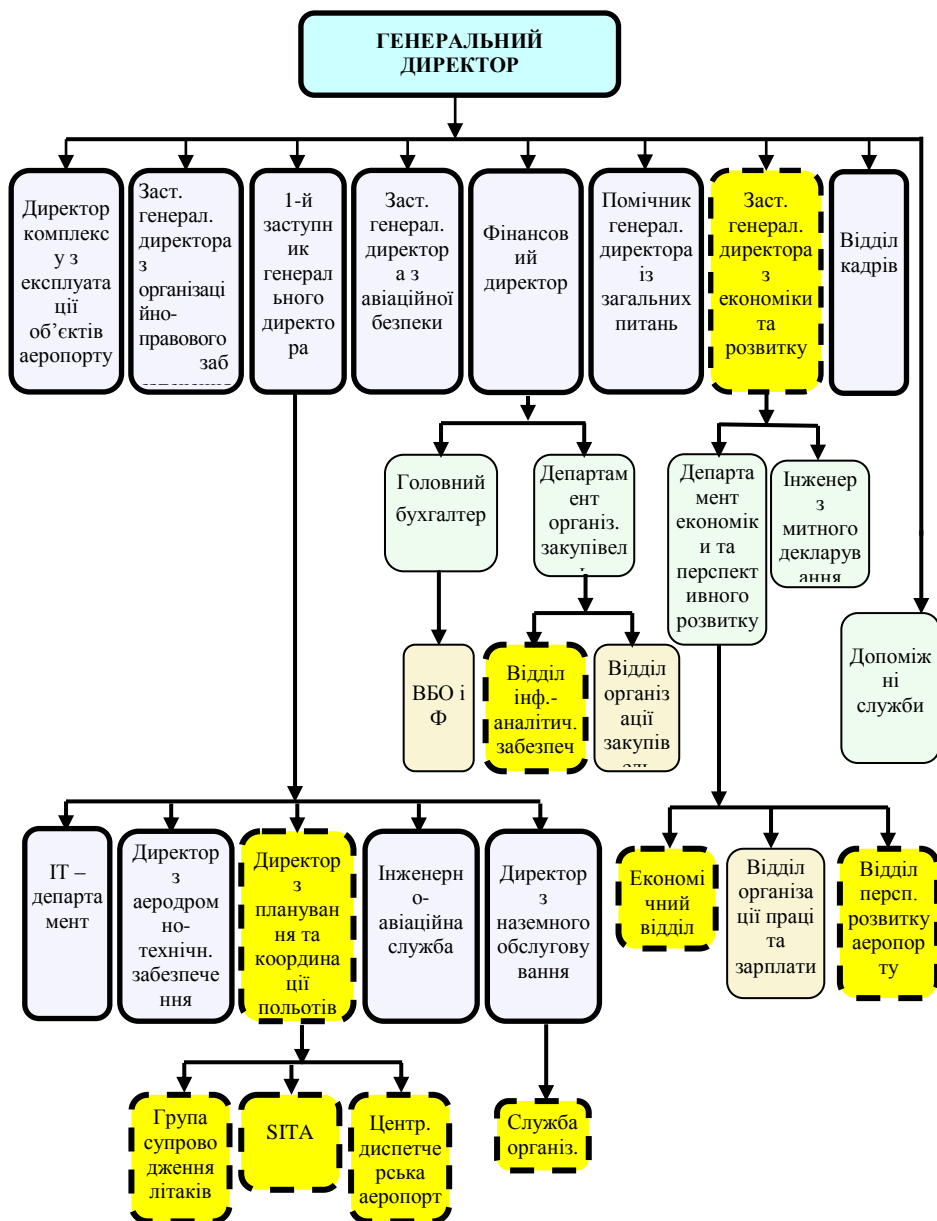 ГЕНЕРАЛЬНИЙ
ДИРЕКТОР
Директор
комплекс
у з
експлуата
ції
об’єктів
аеропорту
Заст.
генерал.
директора
з
організаці
йно-
правового
заб
1-й
заступ
ник
генерал
ьного
директо
ра
Заст.
генерал.
директор
а з
авіаційної
безпеки
Фінансов
ий
директор
Помічник
генерал.
директора
із
загальних
питань
Заст.
генерал.
директора
з
економіки
та
розвитку
Відділ
кадрів
Головний
бухгалтер
Департам
ент
організ.
закупівел
Департа
мент
економік
и та
перспект
ивного
розвитку
Інженер
з
митного
декларув
ання
ВБО і
Ф
Відділ
інф.-
аналітич.
забезпеч
Відділ
організ
ації
закупів
ель
Допоміж
ні
служби
ІТ –
департа
мент
Директор
з
аеродром
но-
технічн.
забезпече
ння
Директор
з
плануван
ня та
координа
ції
польотів
Інженерн
о-
авіаційна
служба
Директор
з
наземного
обслугову
вання
Економі
чний
відділ
Відділ
організа
ції праці
та
зарплати
Відділ
персп.
розвитку
аеропор
ту
Група
супрово
дження
літаків
SITA
Центр.
диспетче
рська
аеропорт
Служба
організ.